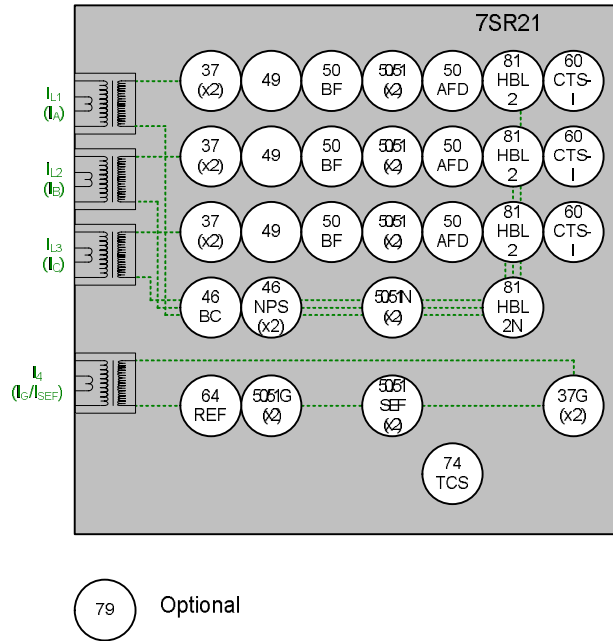 7SR21
IL1
(IA)
37
(x2)
49
50
BF
50/51
(x2)
50
AFD
81
HBL
2
60
CTS-
I
IL2
(IB)
37
(x2)
49
50
BF
50/51
(x2)
50
AFD
81
HBL
2
60
CTS-
I
IL3
(IC)
37
(x2)
49
50
BF
50/51
(x2)
50
AFD
81
HBL
2
60
CTS-
I
46
BC
46
NPS
(x2)
50/51N
(x2)
81
HBL
2N
I4
(IG/ISEF)
64
REF
50/51G
(x2)
50/51
SEF
(x2)
37G
(x2)
74
TCS
79
Optional